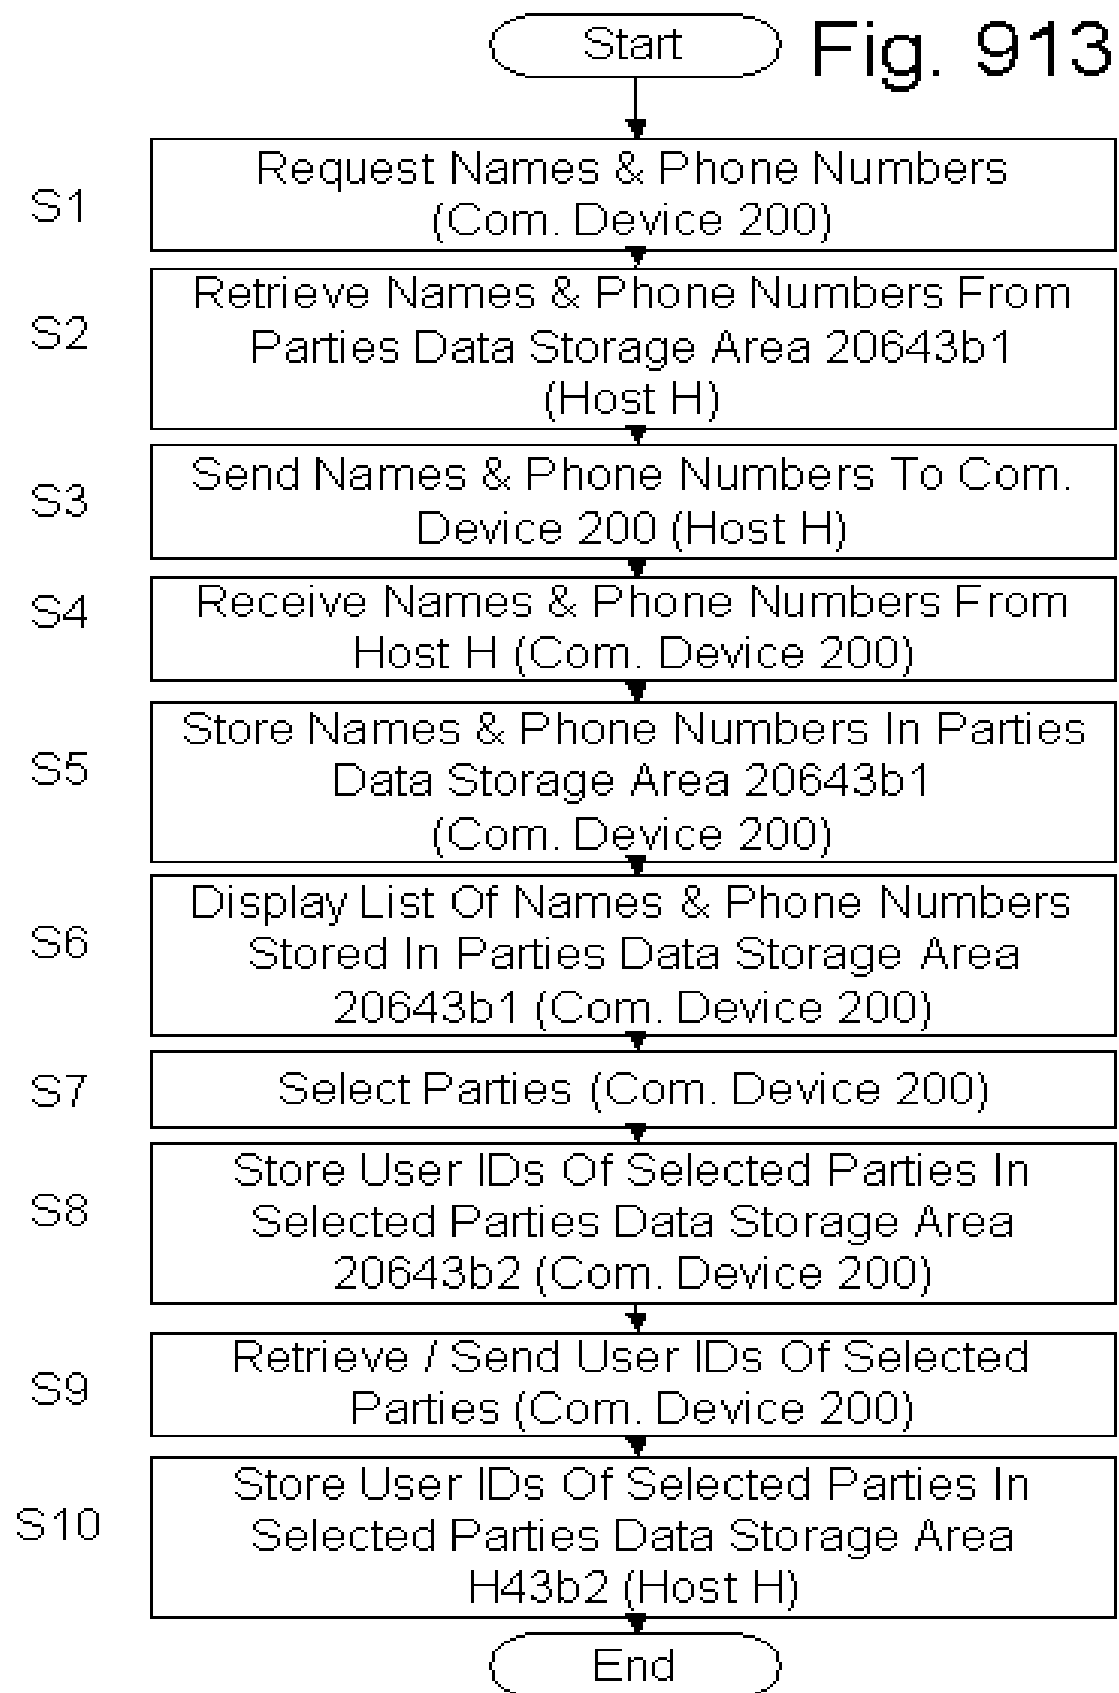 Start
Fig. 913
S1
Request Names & Phone Numbers
(Com. Device 200)
S2
Retrieve Names & Phone Numbers From
Parties Data Storage Area 20643b1
(Host H)
S3
Send Names & Phone Numbers To Com.
Device 200 (Host H)
S4
Receive Names & Phone Numbers From
Host H (Com. Device 200)
S5
Store Names & Phone Numbers In Parties
Data Storage Area 20643b1
(Com. Device 200)
S6
Display List Of Names & Phone Numbers
Stored In Parties Data Storage Area
20643b1 (Com. Device 200)
S7
Select Parties (Com. Device 200)
S8
Store User IDs Of Selected Parties In
Selected Parties Data Storage Area
20643b2 (Com. Device 200)
S9
Retrieve / Send User IDs Of Selected
Parties (Com. Device 200)
S10
Store User IDs Of Selected Parties In
Selected Parties Data Storage Area
H43b2 (Host H)
End